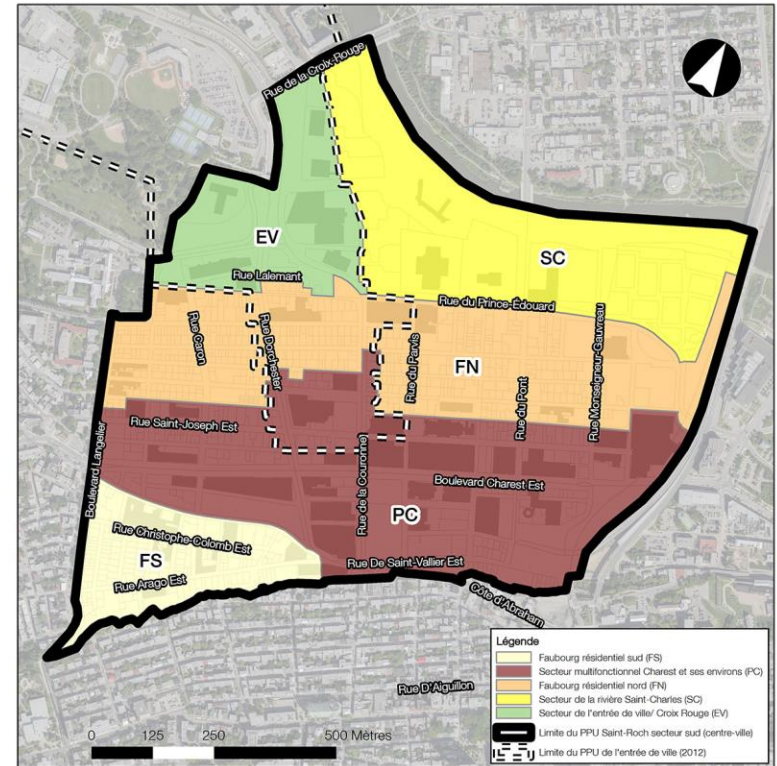 Rue de la Croix-Rouge
EV
SC
Rue Lalemant
Rue du Prince-Édouard
Rue Caron
Rue Dorchester
Rue du Parvis
FN
Rue du Pont
Rue Monseigneur-Gauvreau
Rue Saint-Joseph Est
Boulevard Langelier
Rue de la Couronne
Boulevard Charest Est
PC
Rue Christophe-Colomb Est
FS
Rue Arago Est
Rue De Saint-Vallier Est
Côte d'Abraham
Rue D'Aiguillon
0 125 250 500 Mètres
Légende
Faubourg résidentiel sud (FS)
Secteur multifonctionnel Charest et ses environs (PC)
Faubourg résidentiel nord (FN)
Secteur de la rivière Saint-Charles (SC)
Secteur de l'entrée de ville/ Croix Rouge (EV)
Limite du PPU Saint-Roch secteur sud (centre-ville)
Limite du PPU de l'entrée de ville (2012)